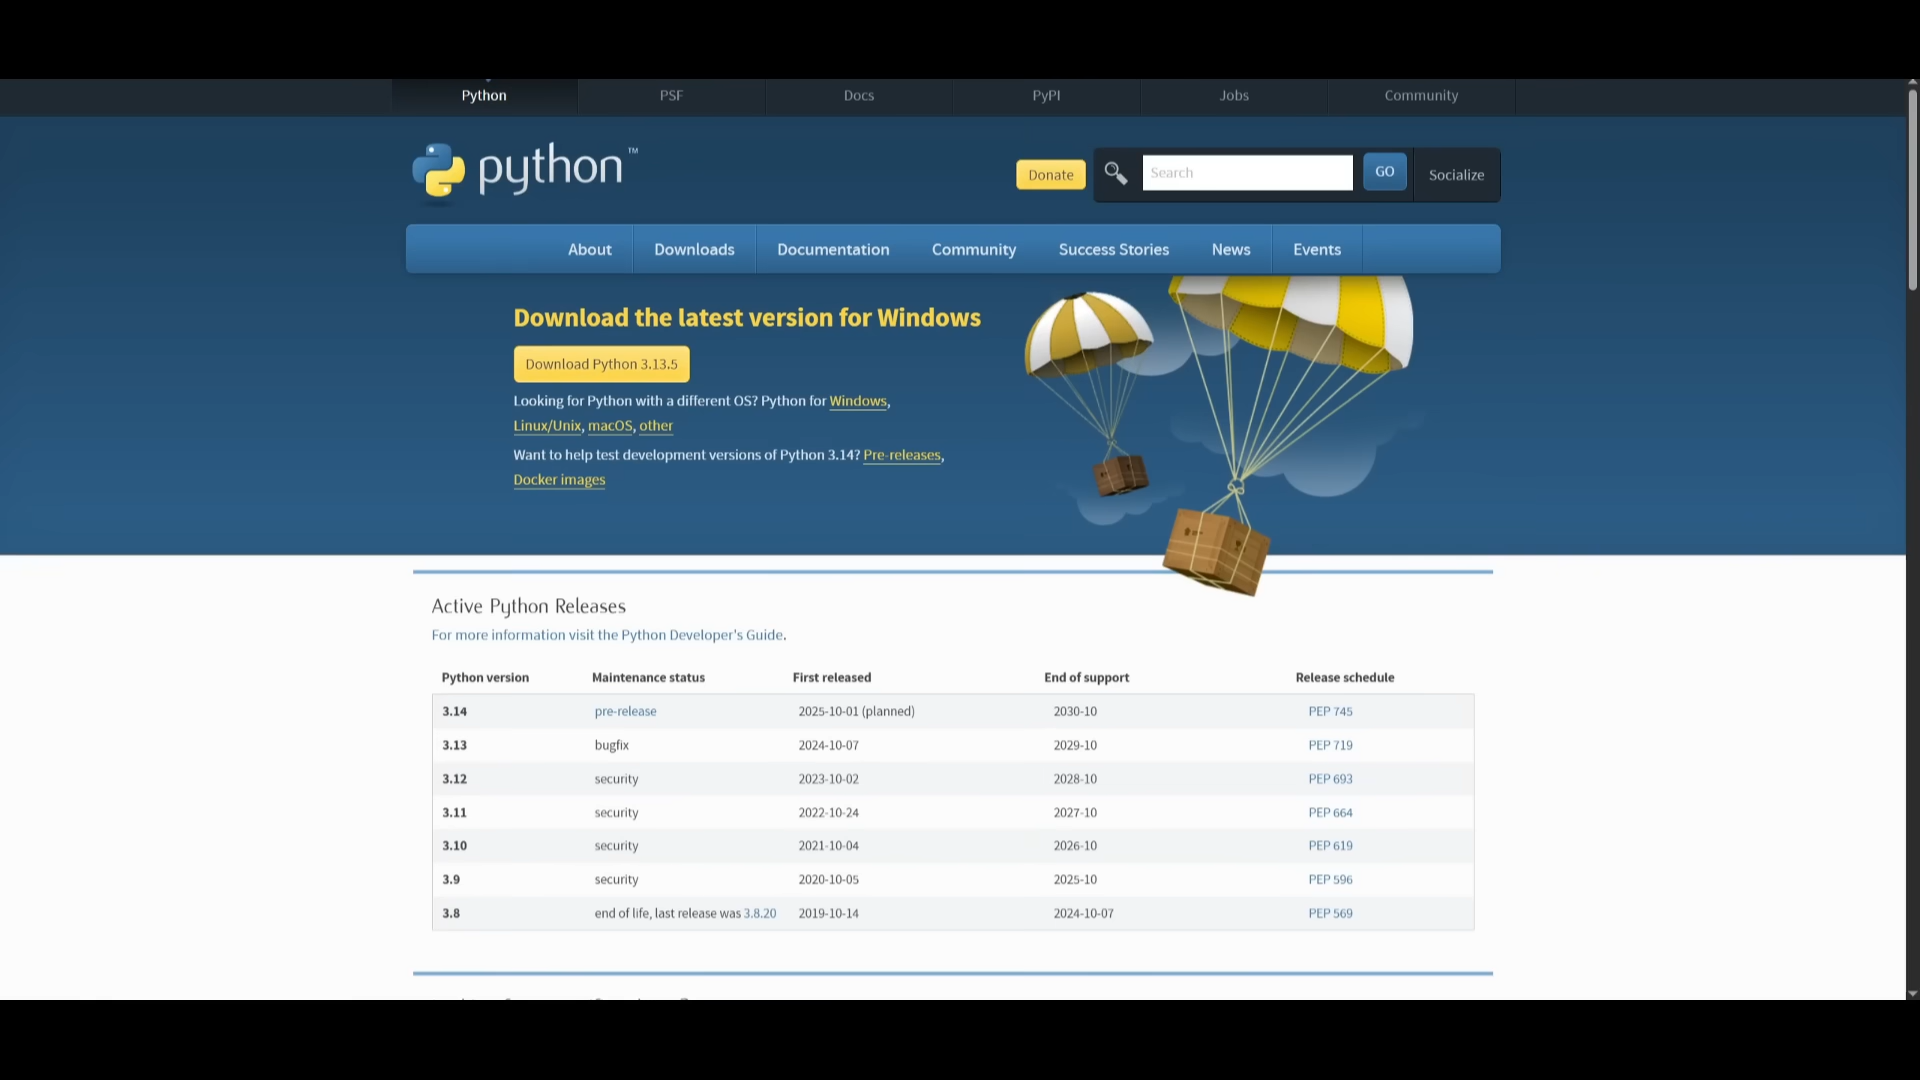 Python PSF Docs PyPI Jobs Community
python™
Donate Search GO Socialize
About Downloads Documentation Community Success Stories News Events
Download the latest version for Windows
Download Python 3.13.5
Looking for Python with a different OS? Python for Windows,
Linux/Unix, macOS, other
Want to help test development versions of Python 3.14? Pre-releases,
Docker images
Active Python Releases
For more information visit the Python Developer's Guide.
Python version Maintenance status First released End of support Release schedule
3.14 pre-release 2025-10-01 (planned) 2030-10 PEP 745
3.13 bugfix 2024-10-07 2029-10 PEP 719
3.12 security 2023-10-02 2028-10 PEP 693
3.11 security 2022-10-24 2027-10 PEP 664
3.10 security 2021-10-04 2026-10 PEP 619
3.9 security 2020-10-05 2025-10 PEP 596
3.8 end of life, last release was 3.8.20 2019-10-14 2024-10-07 PEP 569